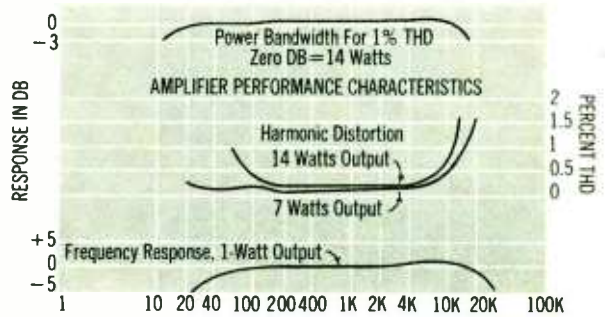 0
−3
Power Bandwidth For 1% THD
Zero DB=14 Watts
AMPLIFIER PERFORMANCE CHARACTERISTICS
RESPONSE IN DB
2
1.5
1
0.5
0
PERCENT THD
Harmonic Distortion
14 Watts Output
7 Watts Output
+5
0
−5
Frequency Response, 1-Watt Output
1 10 20 40 100 200 400 1K 2K 4K 10K 20K 100K